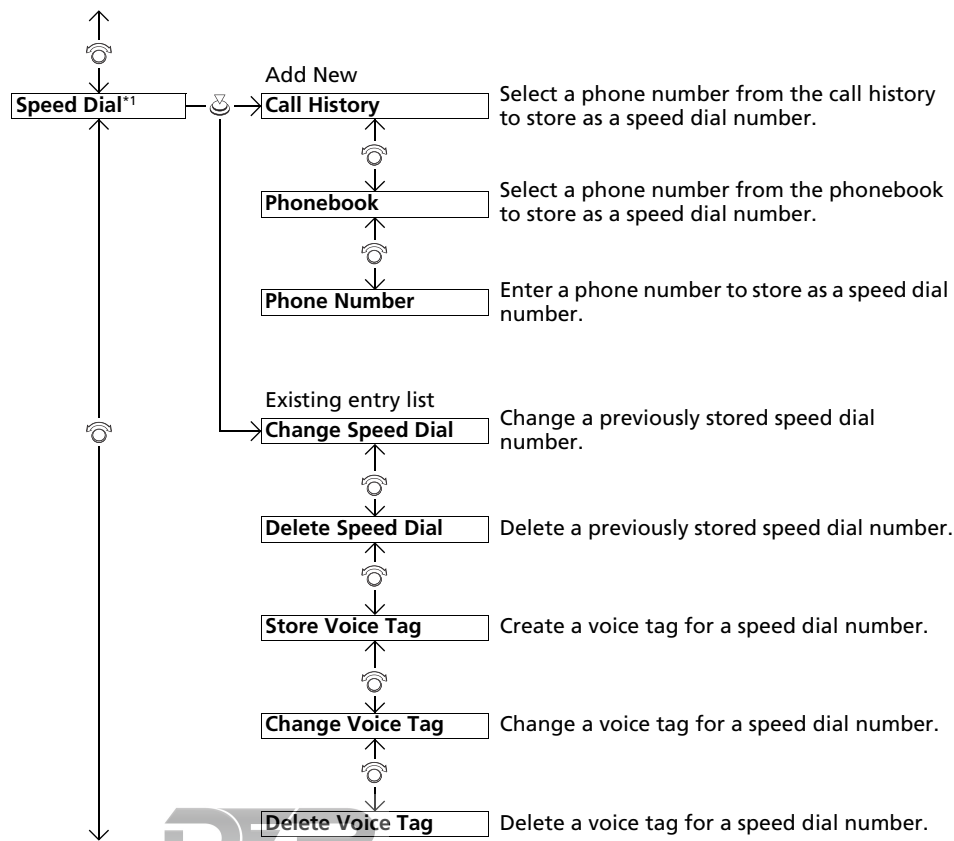 Add New
Speed Dial*1
Call History
Select a phone number from the call history
to store as a speed dial number.
Phonebook
Select a phone number from the phonebook
to store as a speed dial number.
Phone Number
Enter a phone number to store as a speed dial
number.
Existing entry list
Change Speed Dial
Change a previously stored speed dial
number.
Delete Speed Dial
Delete a previously stored speed dial number.
Store Voice Tag
Create a voice tag for a speed dial number.
Change Voice Tag
Change a voice tag for a speed dial number.
Delete Voice Tag
Delete a voice tag for a speed dial number.